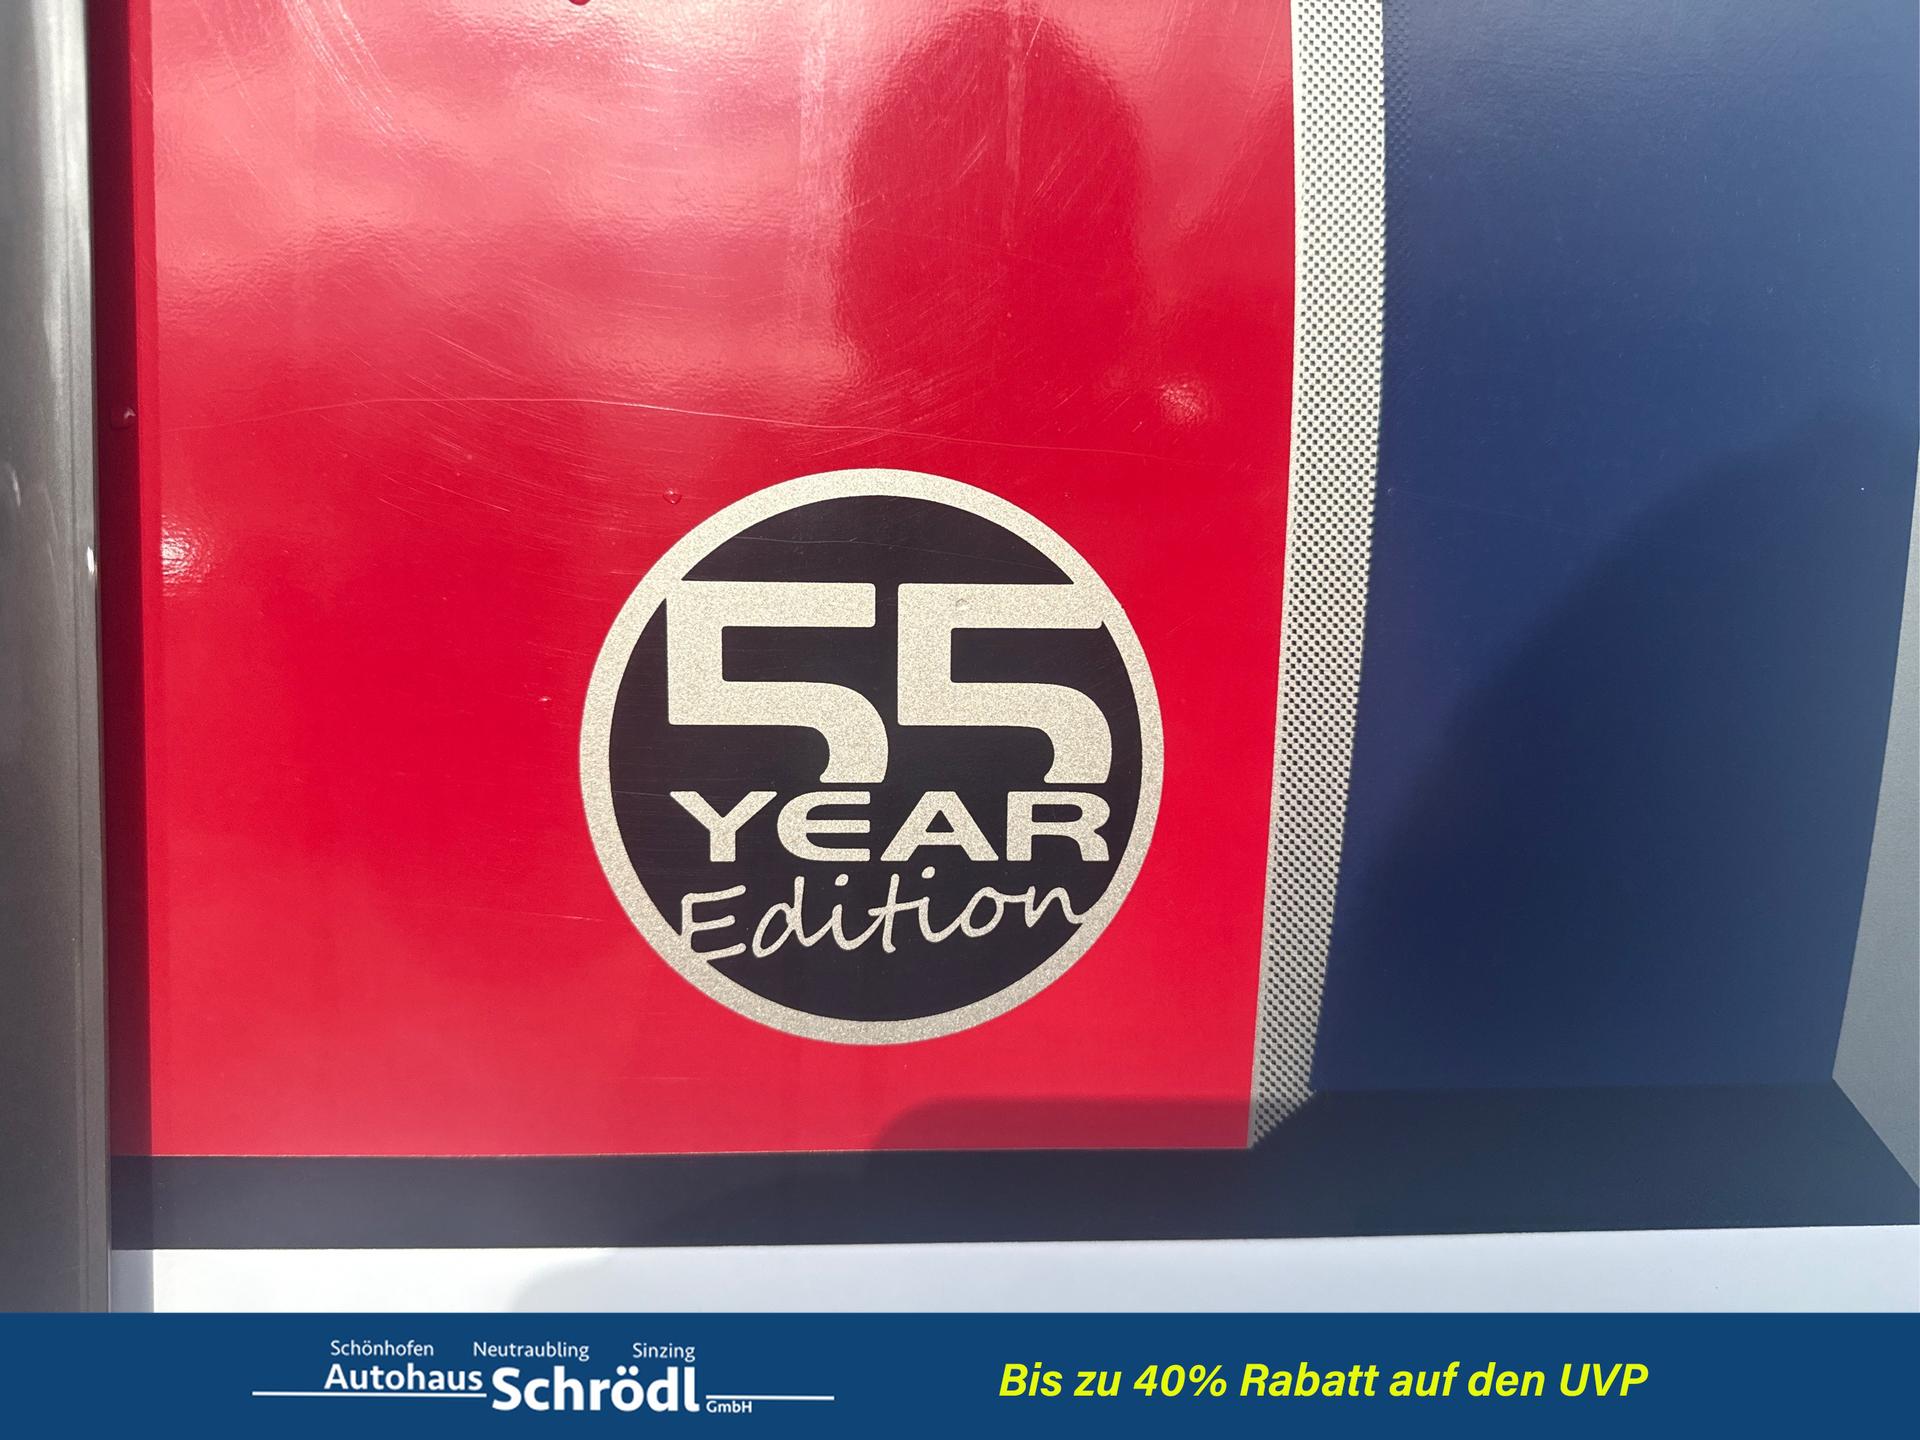 55
YEAR
Edition
Schönhofen Neutraubling Sinzing
Autohaus Schrödl GmbH
Bis zu 40% Rabatt auf den UVP